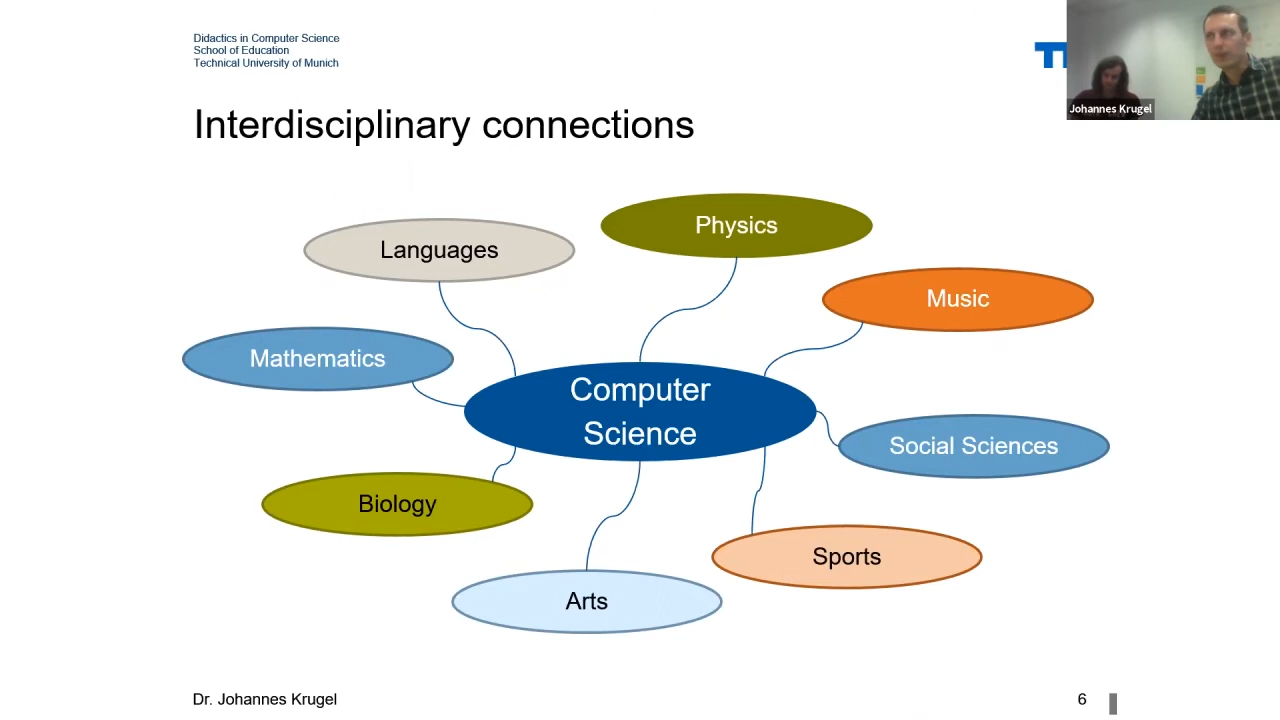 Didactics in Computer Science
School of Education
Technical University of Munich
Johannes Krugel
Interdisciplinary connections
Physics
Languages
Music
Mathematics
Computer
Science
Social Sciences
Biology
Sports
Arts
Dr. Johannes Krugel
6